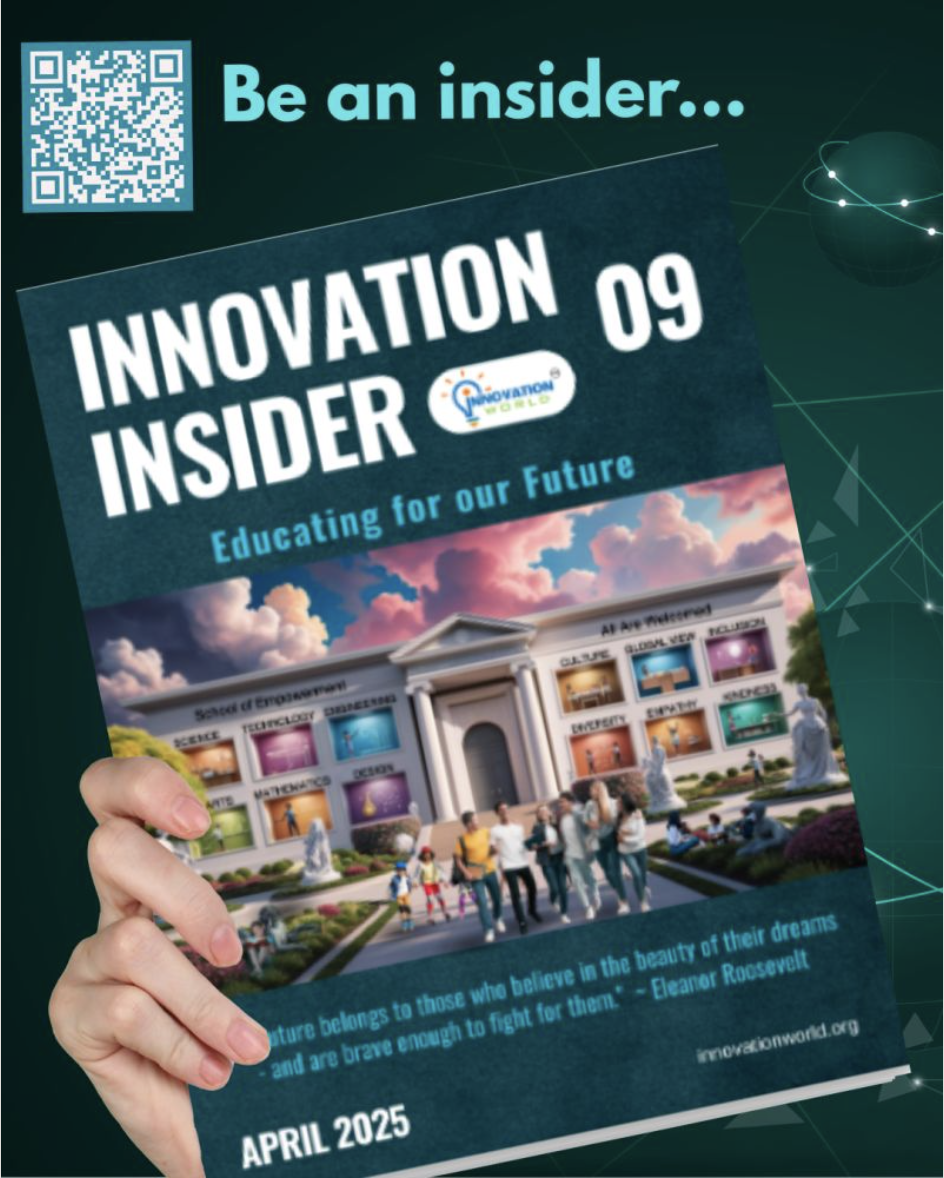 Be an insider...
INNOVATION
INSIDER
09
INNOVATION
WORLD
Educating for our Future
School of Empowerment
All Are Welcomed
SCIENCE
TECHNOLOGY
ENGINEERING
ARTS
MATHEMATICS
DESIGN
CULTURE
GLOBAL VIEW
INCLUSION
DIVERSITY
EMPATHY
KINDNESS
uture belongs to those who believe in the beauty of their dreams
- and are brave enough to fight for them." ~ Eleanor Roosevelt
innovationworld.org
APRIL 2025